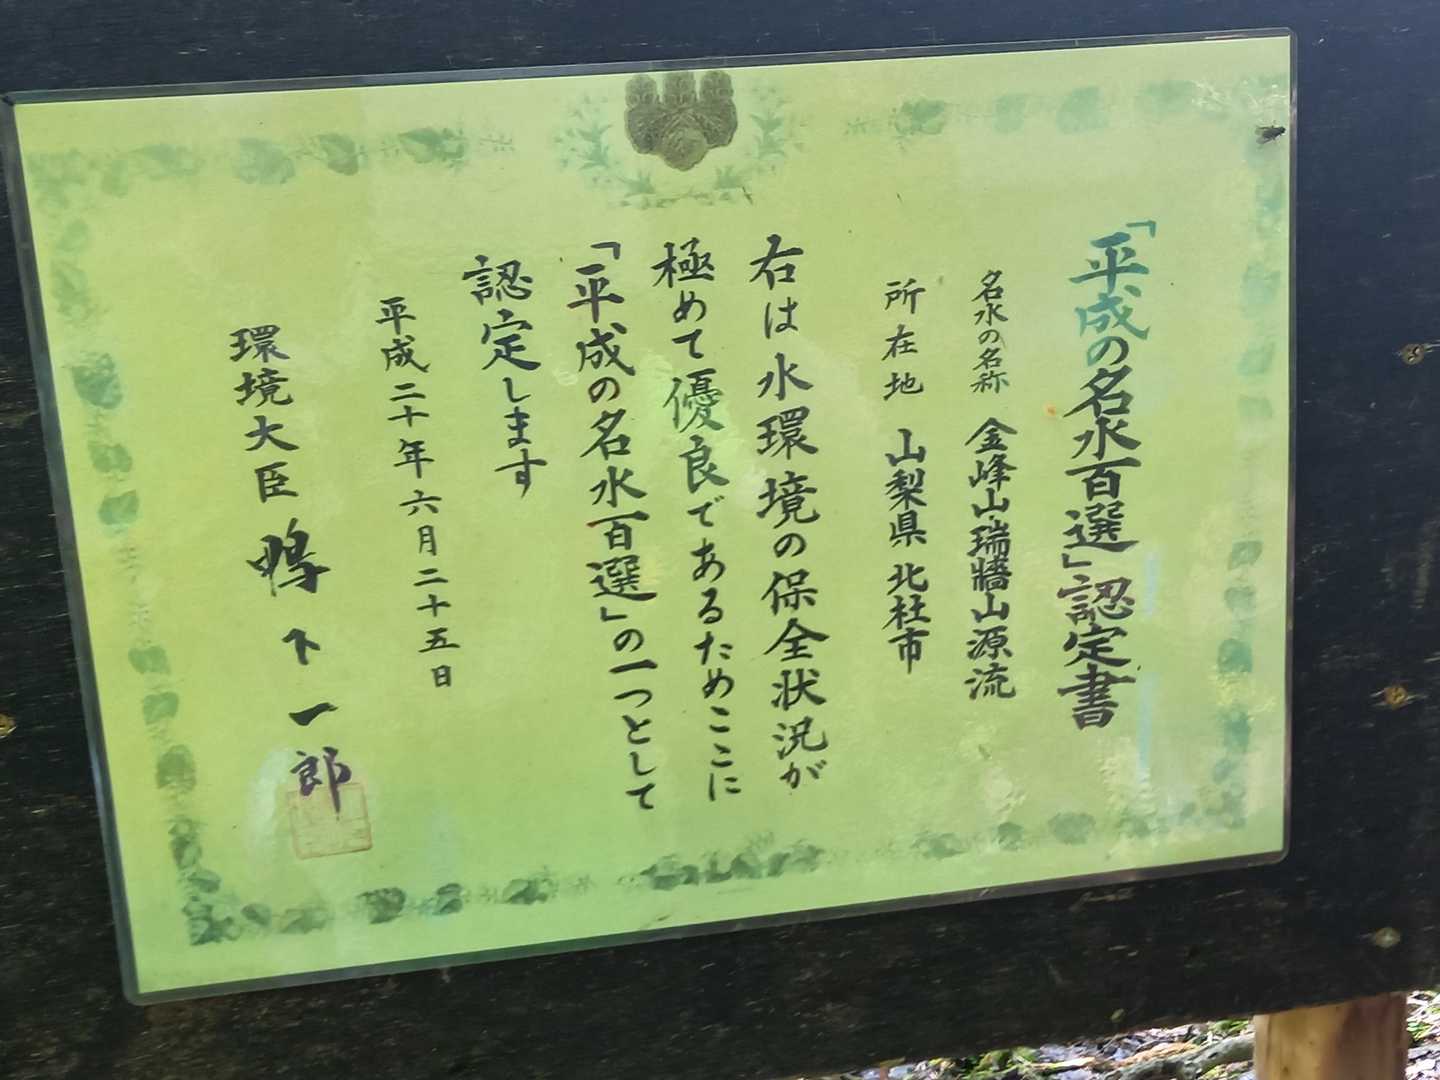 「平成の名水百選」認定書
名水の名称 金峰山・瑞牆山源流
所在地 山梨県北杜市
右は水環境の保全状況が
極めて優良であるためここに
「平成の名水百選」の一つとして
認定します
平成二十年六月二十五日
環境大臣 鴨下一郎